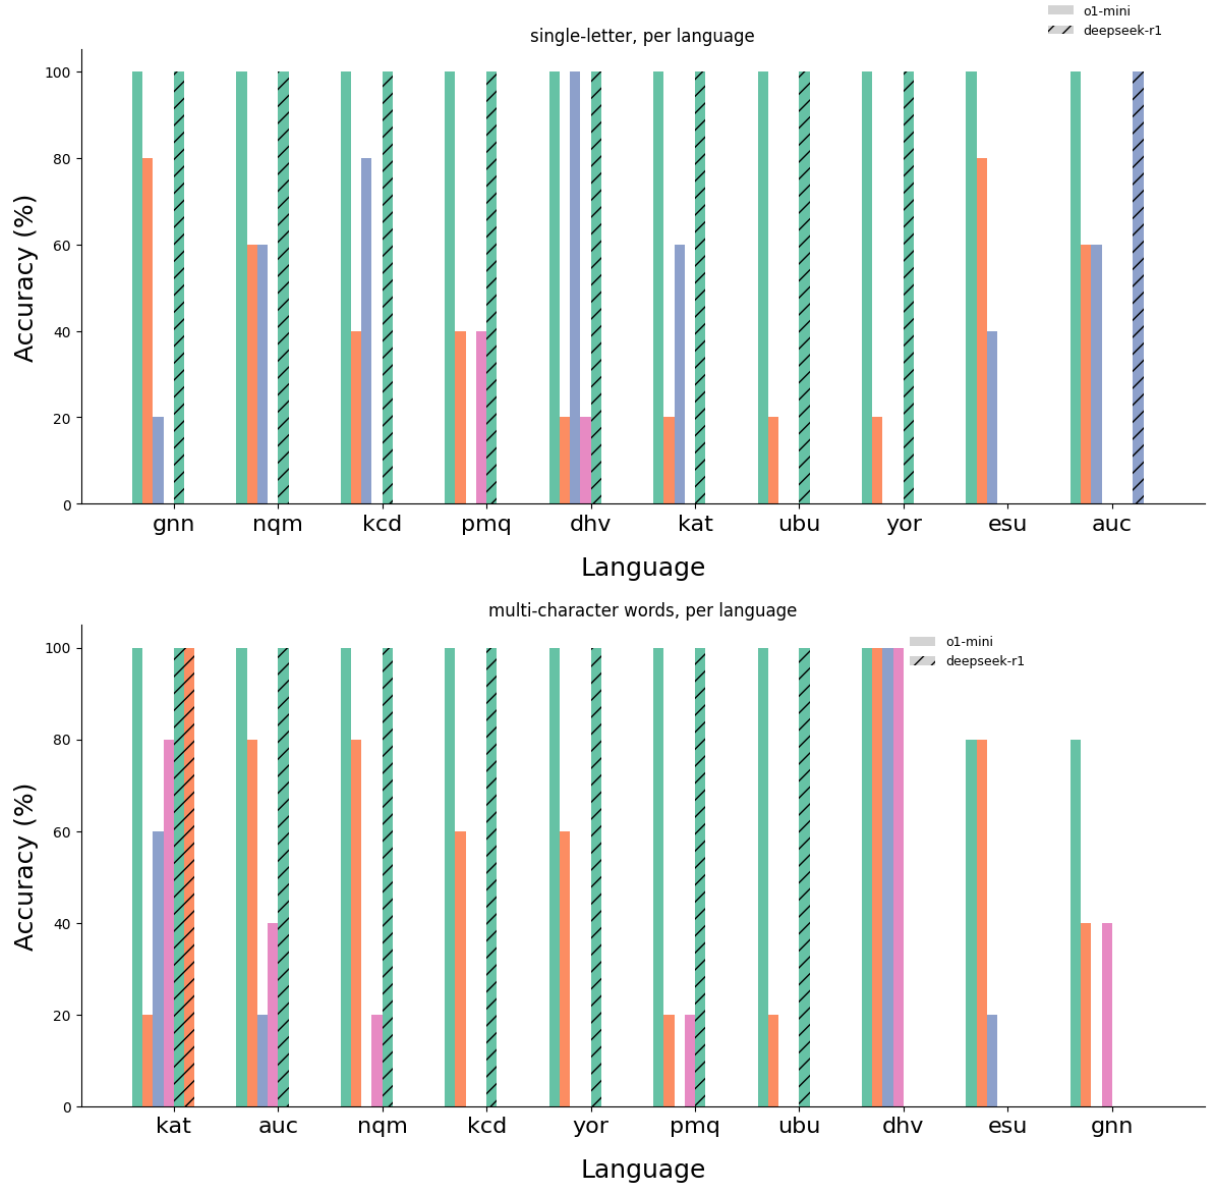 single-letter, per language
o1-mini
deepseek-r1
Accuracy (%)
100
80
60
40
20
0
gnn nqm kcd pmq dhv kat ubu yor esu auc
Language
multi-character words, per language
o1-mini
deepseek-r1
Accuracy (%)
100
80
60
40
20
0
kat auc nqm kcd yor pmq ubu dhv esu gnn
Language